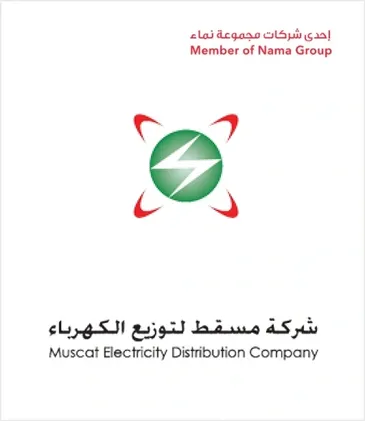 إحدى شركات مجموعة نماء
Member of Nama Group
شركة مسقط لتوزيع الكهرباء
Muscat Electricity Distribution Company